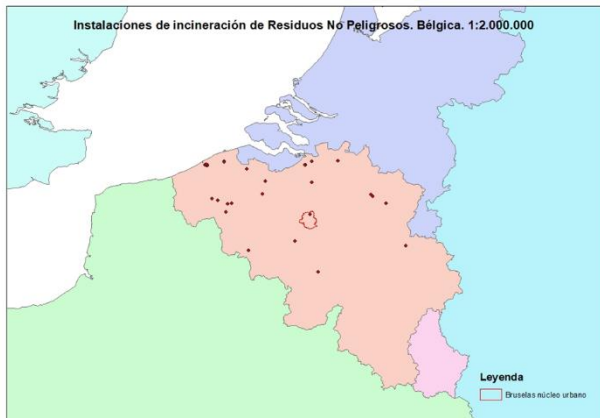 Instalaciones de incineración de Residuos No Peligrosos. Bélgica. 1:2.000.000
Leyenda
Bruselas núcleo urbano